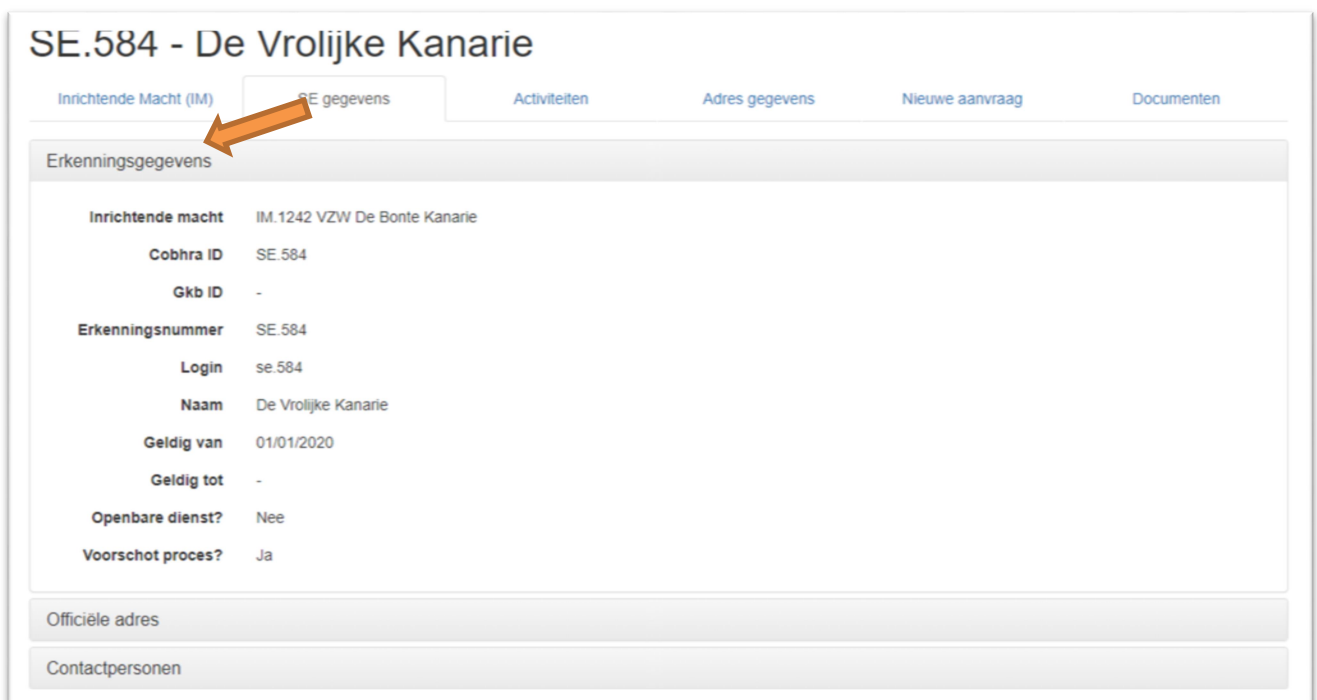 SE.584 - De Vrolijke Kanarie
Inrichtende Macht (IM) SE gegevens Activiteiten Adres gegevens Nieuwe aanvraag Documenten
Erkenningsgegevens
Inrichtende macht IM.1242 VZW De Bonte Kanarie
Cobhra ID SE.584
Gkb ID -
Erkenningsnummer SE.584
Login se.584
Naam De Vrolijke Kanarie
Geldig van 01/01/2020
Geldig tot -
Openbare dienst? Nee
Voorschot proces? Ja
Officiële adres
Contactpersonen